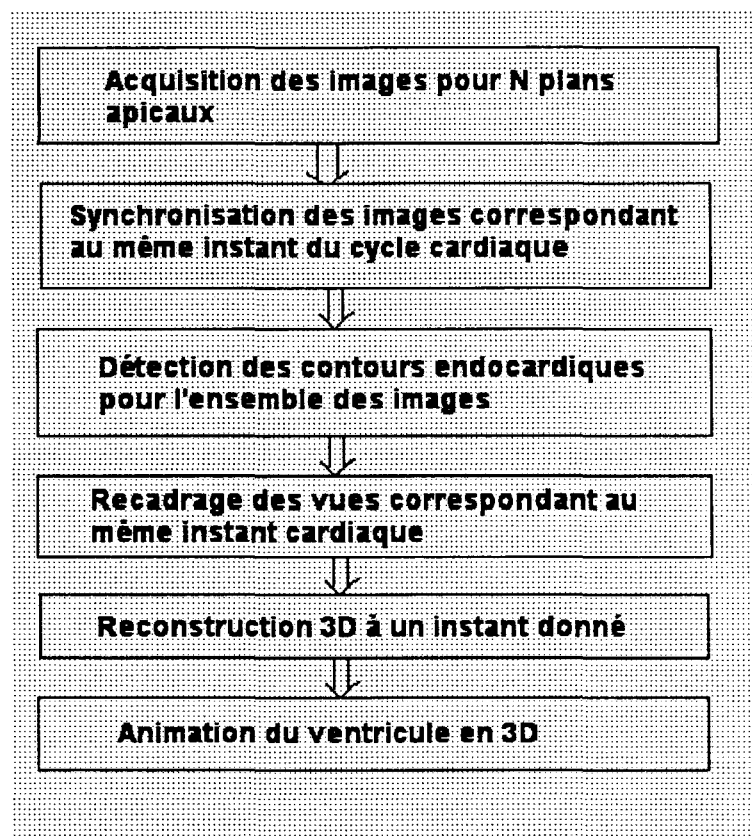 Acquisition des images pour N plans
apicaux
Synchronisation des images correspondant
au même instant du cycle cardiaque
Détection des contours endocardiques
pour l'ensemble des images
Recadrage des vues correspondant au
même instant cardiaque
Reconstruction 3D à un instant donné
Animation du ventricule en 3D